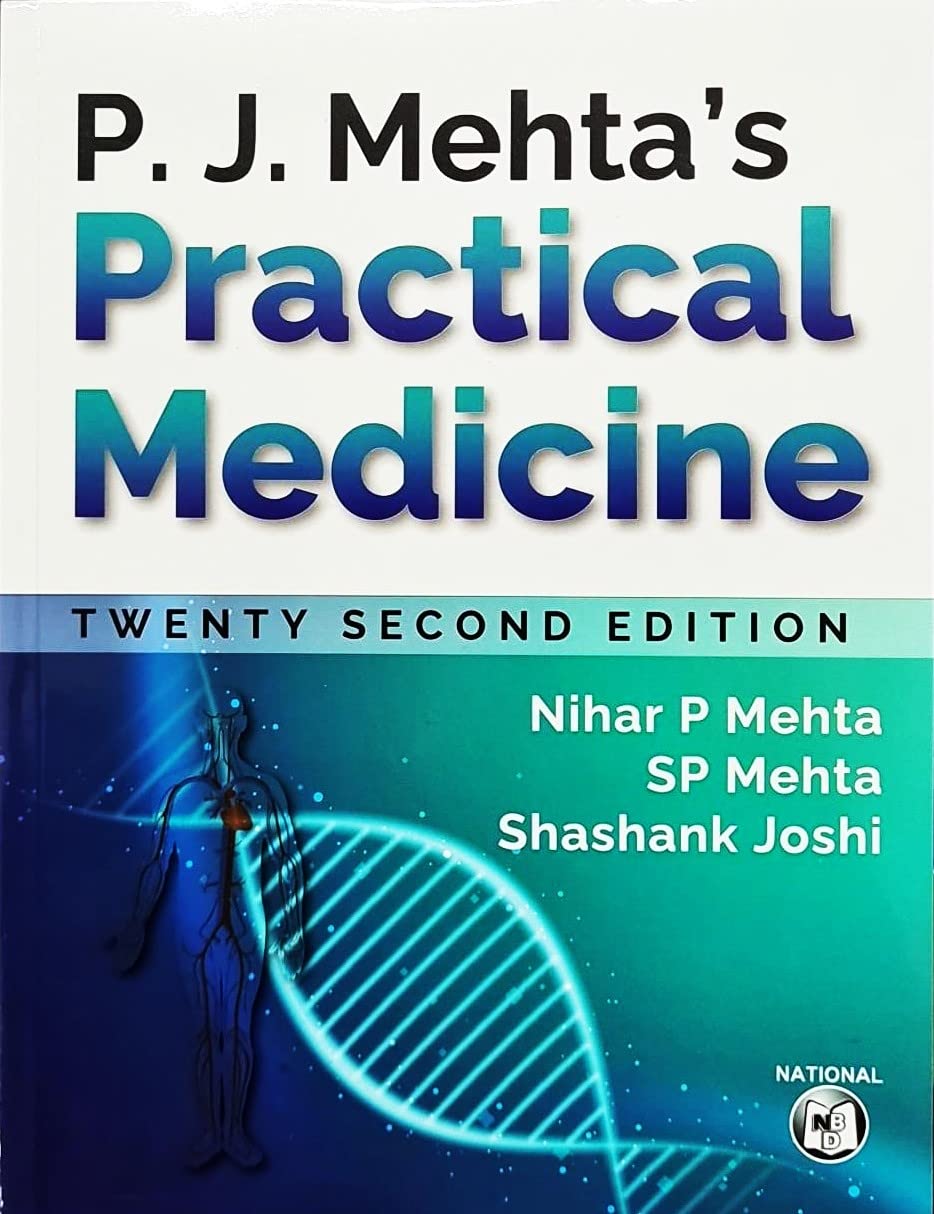 P. J. Mehta's
Practical
Medicine
TWENTY SECOND EDITION
Nihar P Mehta
SP Mehta
Shashank Joshi
NATIONAL
NBD